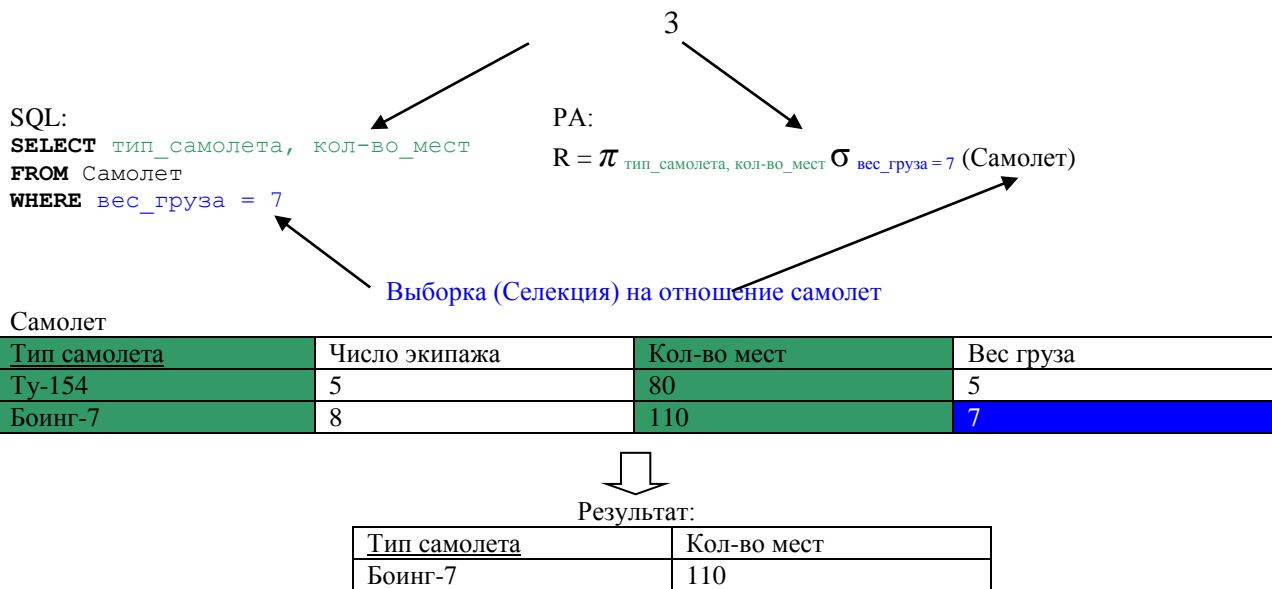 3
SQL:
SELECT тип_самолета, кол-во_мест
FROM Самолет
WHERE вес_груза = 7
РА:
R = π тип_самолета, кол-во_мест σ вес_груза = 7 (Самолет)
Выборка (Селекция) на отношение самолет
Самолет
Тип самолета Число экипажа Кол-во мест Вес груза
Ту-154 5 80 5
Боинг-7 8 110 7
Результат:
Тип самолета Кол-во мест
Боинг-7 110